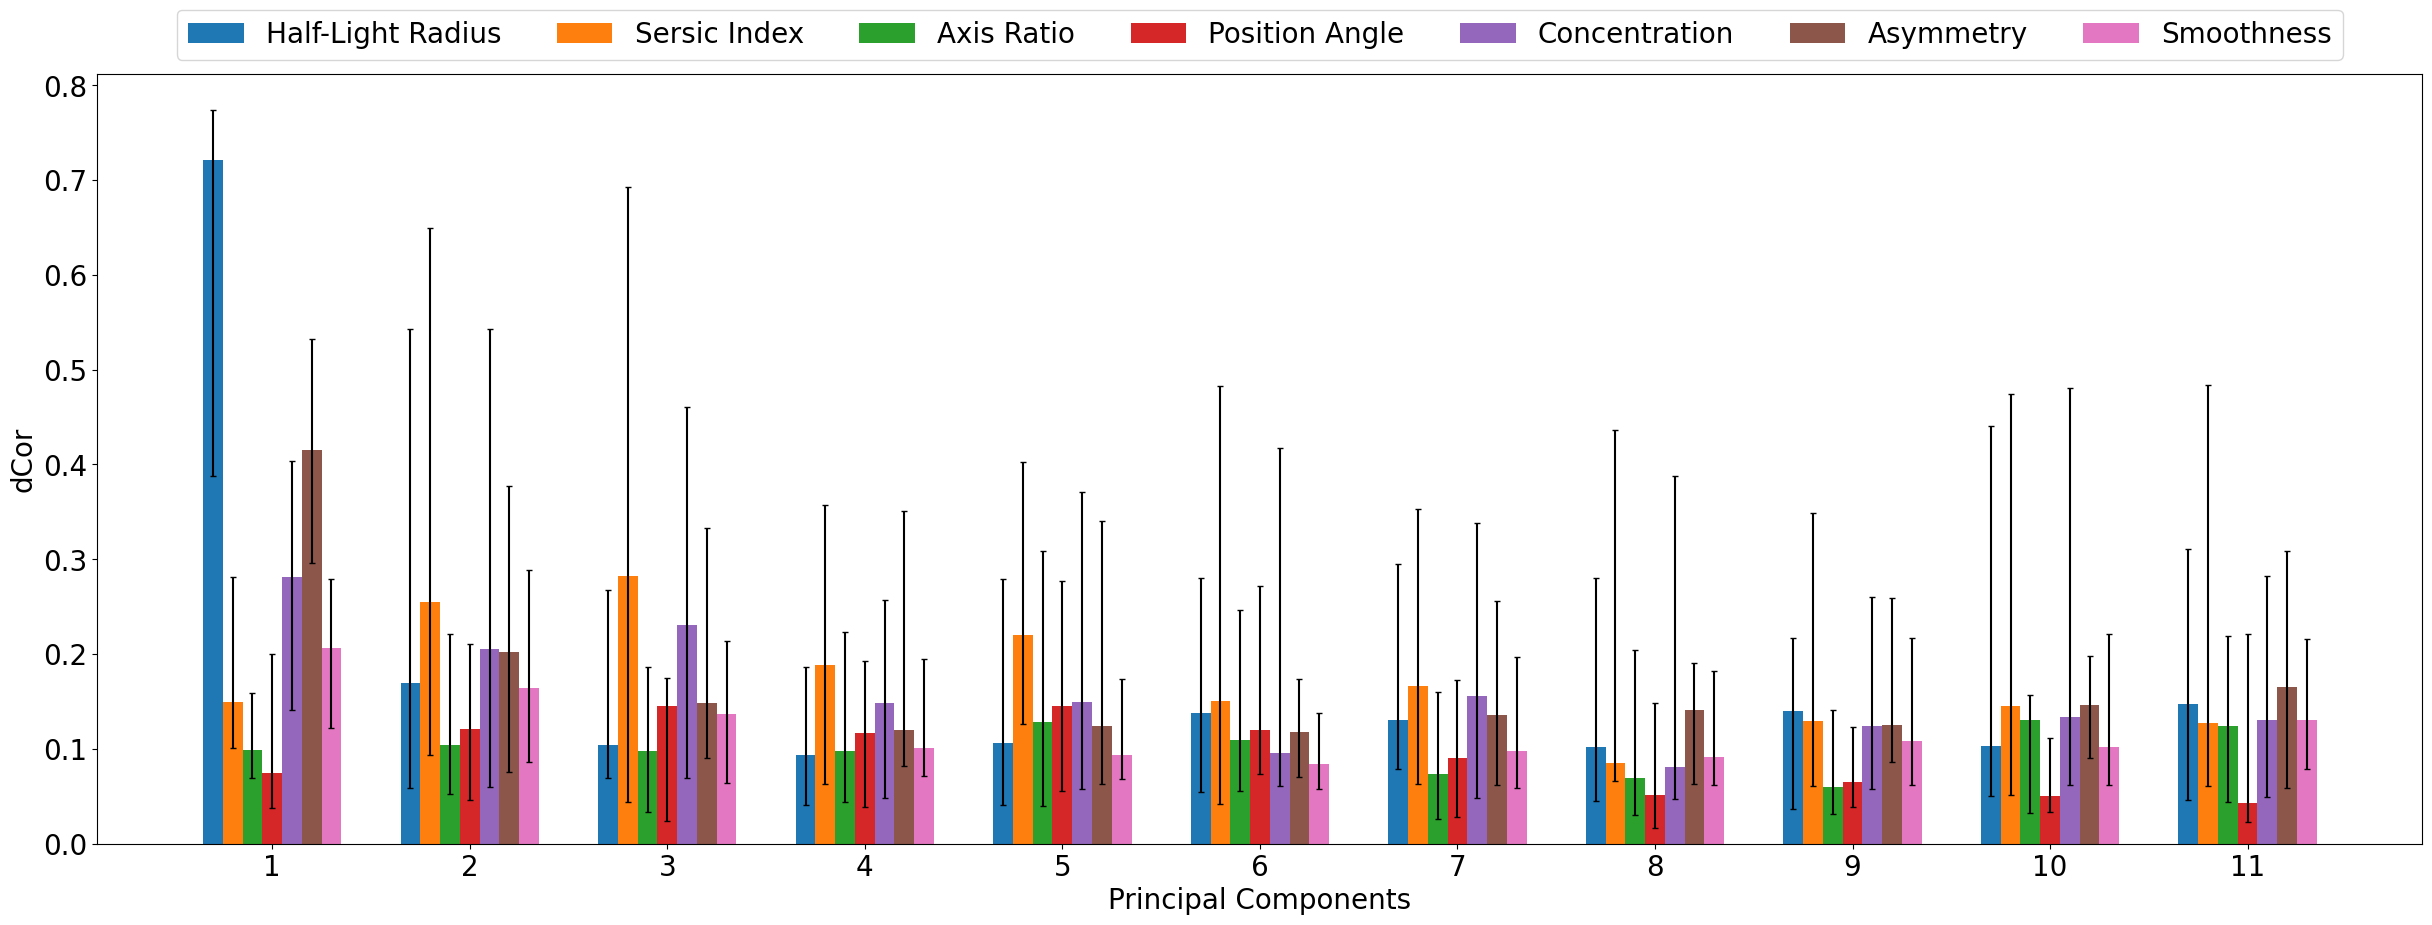 Half-Light Radius Sersic Index Axis Ratio Position Angle Concentration Asymmetry Smoothness
0.8
0.7
0.6
0.5
0.4
0.3
0.2
0.1
0.0
dCor
1 2 3 4 5 6 7 8 9 10 11
Principal Components